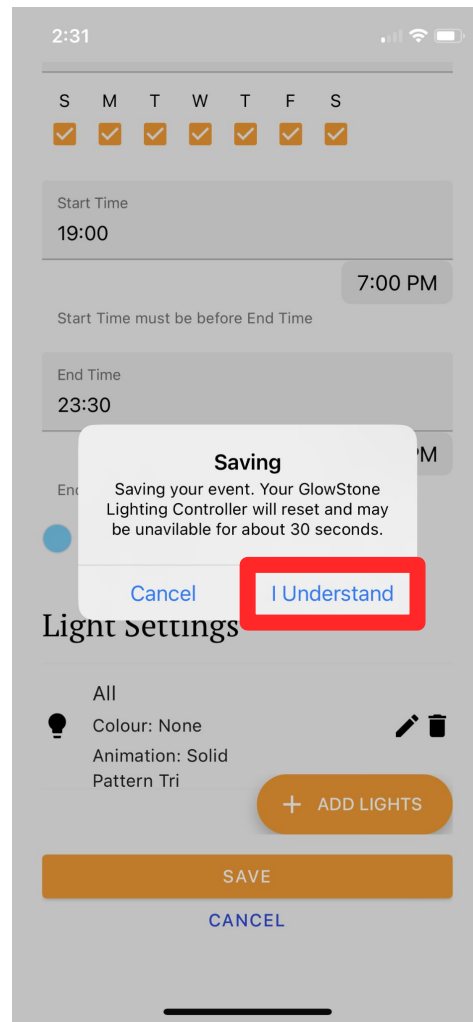 2:31
S M T W T F S
Start Time
19:00
7:00 PM
Start Time must be before End Time
End Time
23:30
Saving
Saving your event. Your GlowStone
Lighting Controller will reset and may
be unavilable for about 30 seconds.
Cancel
I Understand
Light Settings
All
Colour: None
Animation: Solid
Pattern Tri
+ ADD LIGHTS
SAVE
CANCEL